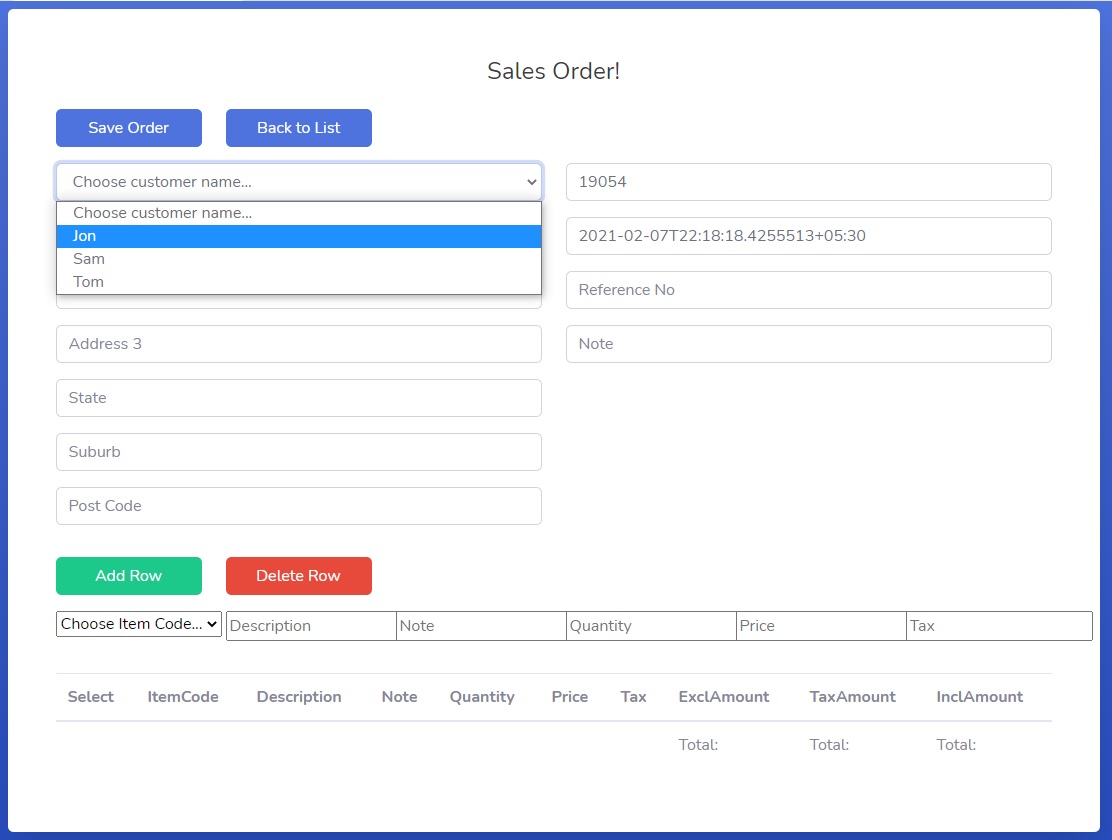 Sales Order!
Save Order Back to List
Choose customer name... 19054
Choose customer name...
Jon 2021-02-07T22:18:18.4255513+05:30
Sam
Tom Reference No
Address 3 Note
State
Suburb
Post Code
Add Row Delete Row
Choose Item Code... Description Note Quantity Price Tax
Select ItemCode Description Note Quantity Price Tax ExclAmount TaxAmount InclAmount
Total: Total: Total: